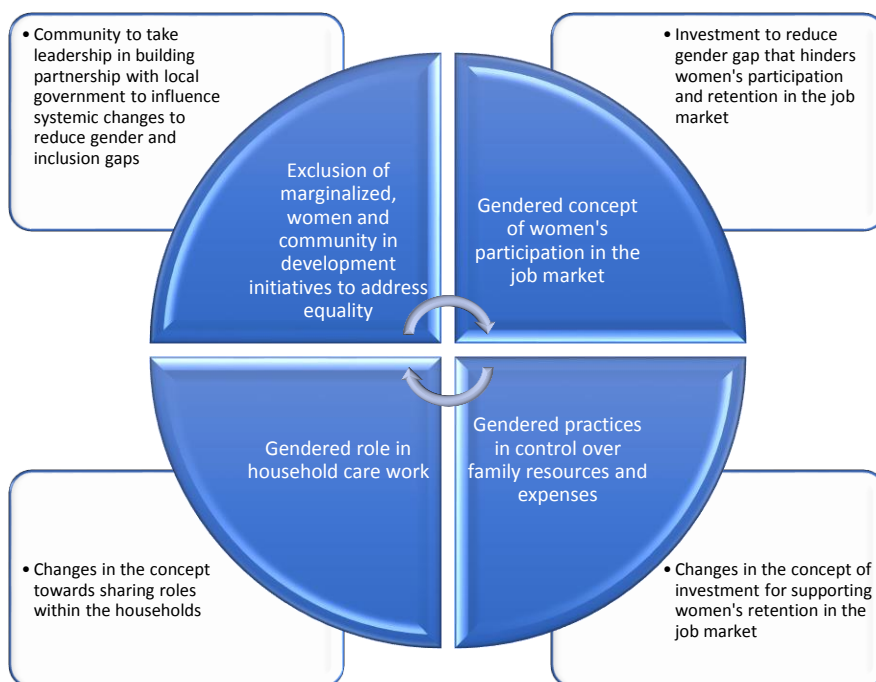 • Community to take
leadership in building
partnership with local
government to influence
systemic changes to
reduce gender and
inclusion gaps
• Investment to reduce
gender gap that hinders
women's participation
and retention in the job
market
Exclusion of
marginalized,
women and
community in
development
initiatives to address
equality
Gendered concept
of women's
participation in the
job market
Gendered role in
household care work
Gendered practices
in control over
family resources and
expenses
• Changes in the concept
towards sharing roles
within the households
• Changes in the concept of
investment for supporting
women's retention in the
job market